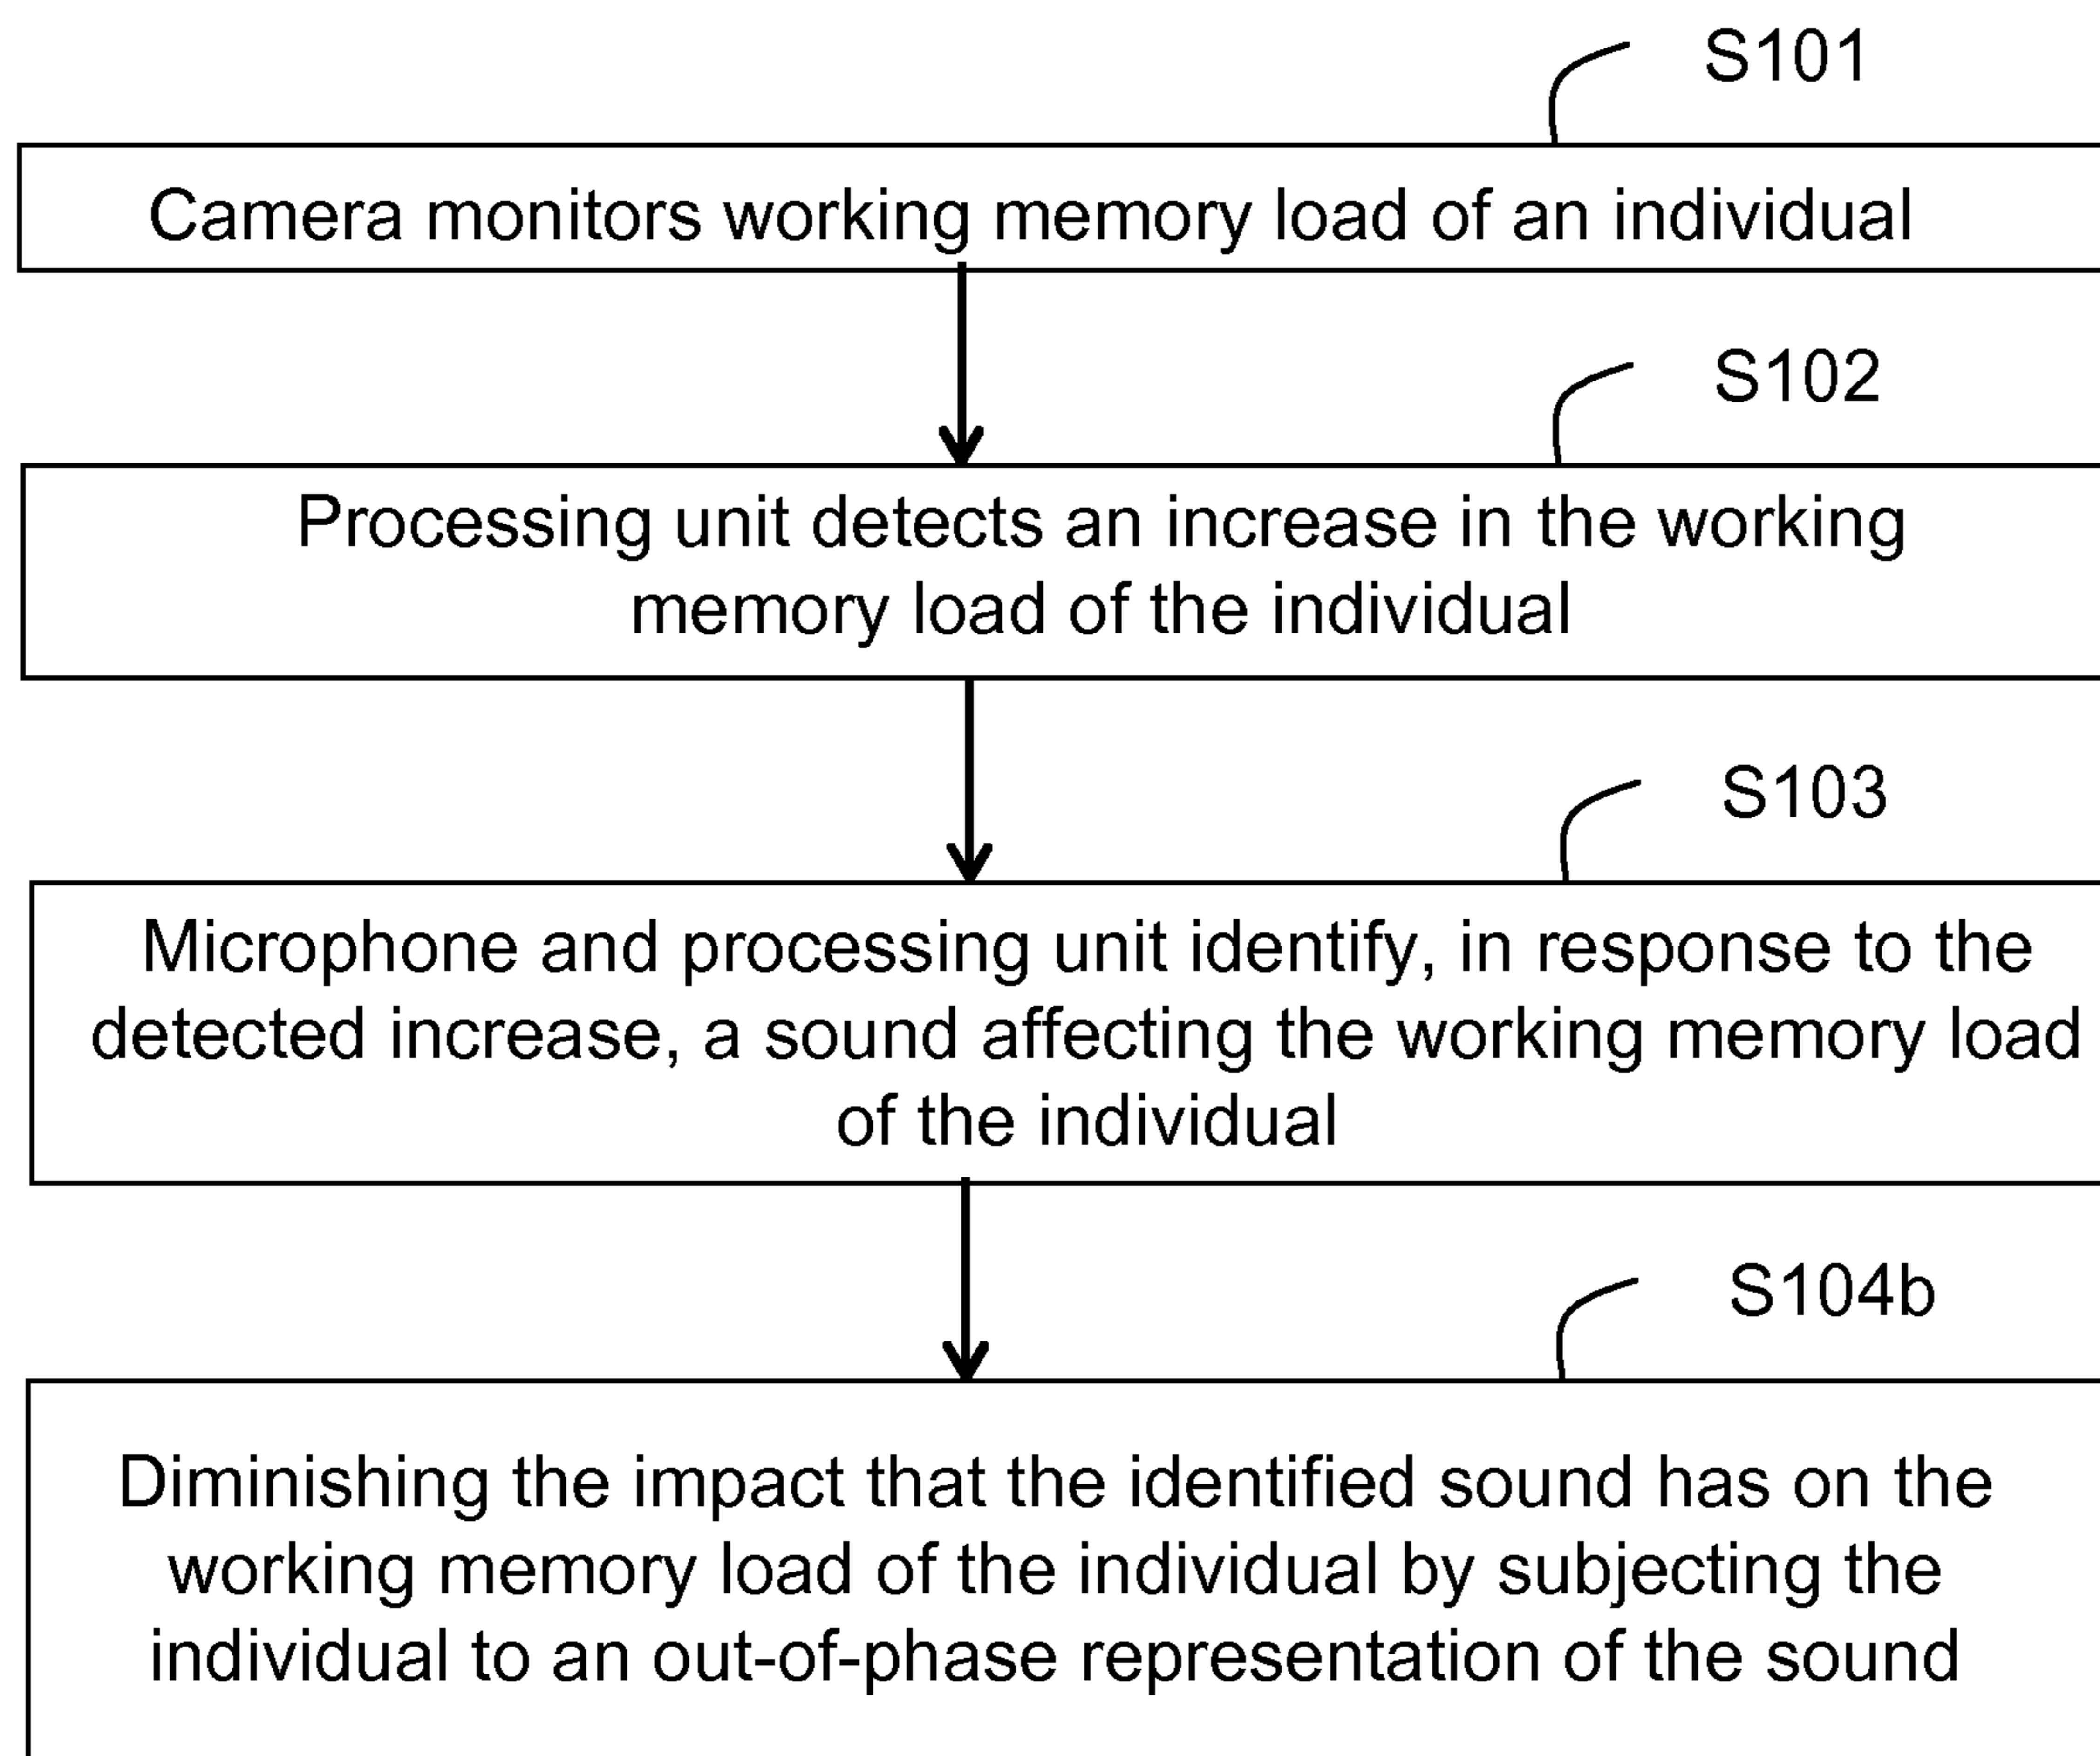 S101
Camera monitors working memory load of an individual
S102
Processing unit detects an increase in the working
memory load of the individual
S103
Microphone and processing unit identify, in response to the
detected increase, a sound affecting the working memory load
of the individual
S104b
Diminishing the impact that the identified sound has on the
working memory load of the individual by subjecting the
individual to an out-of-phase representation of the sound